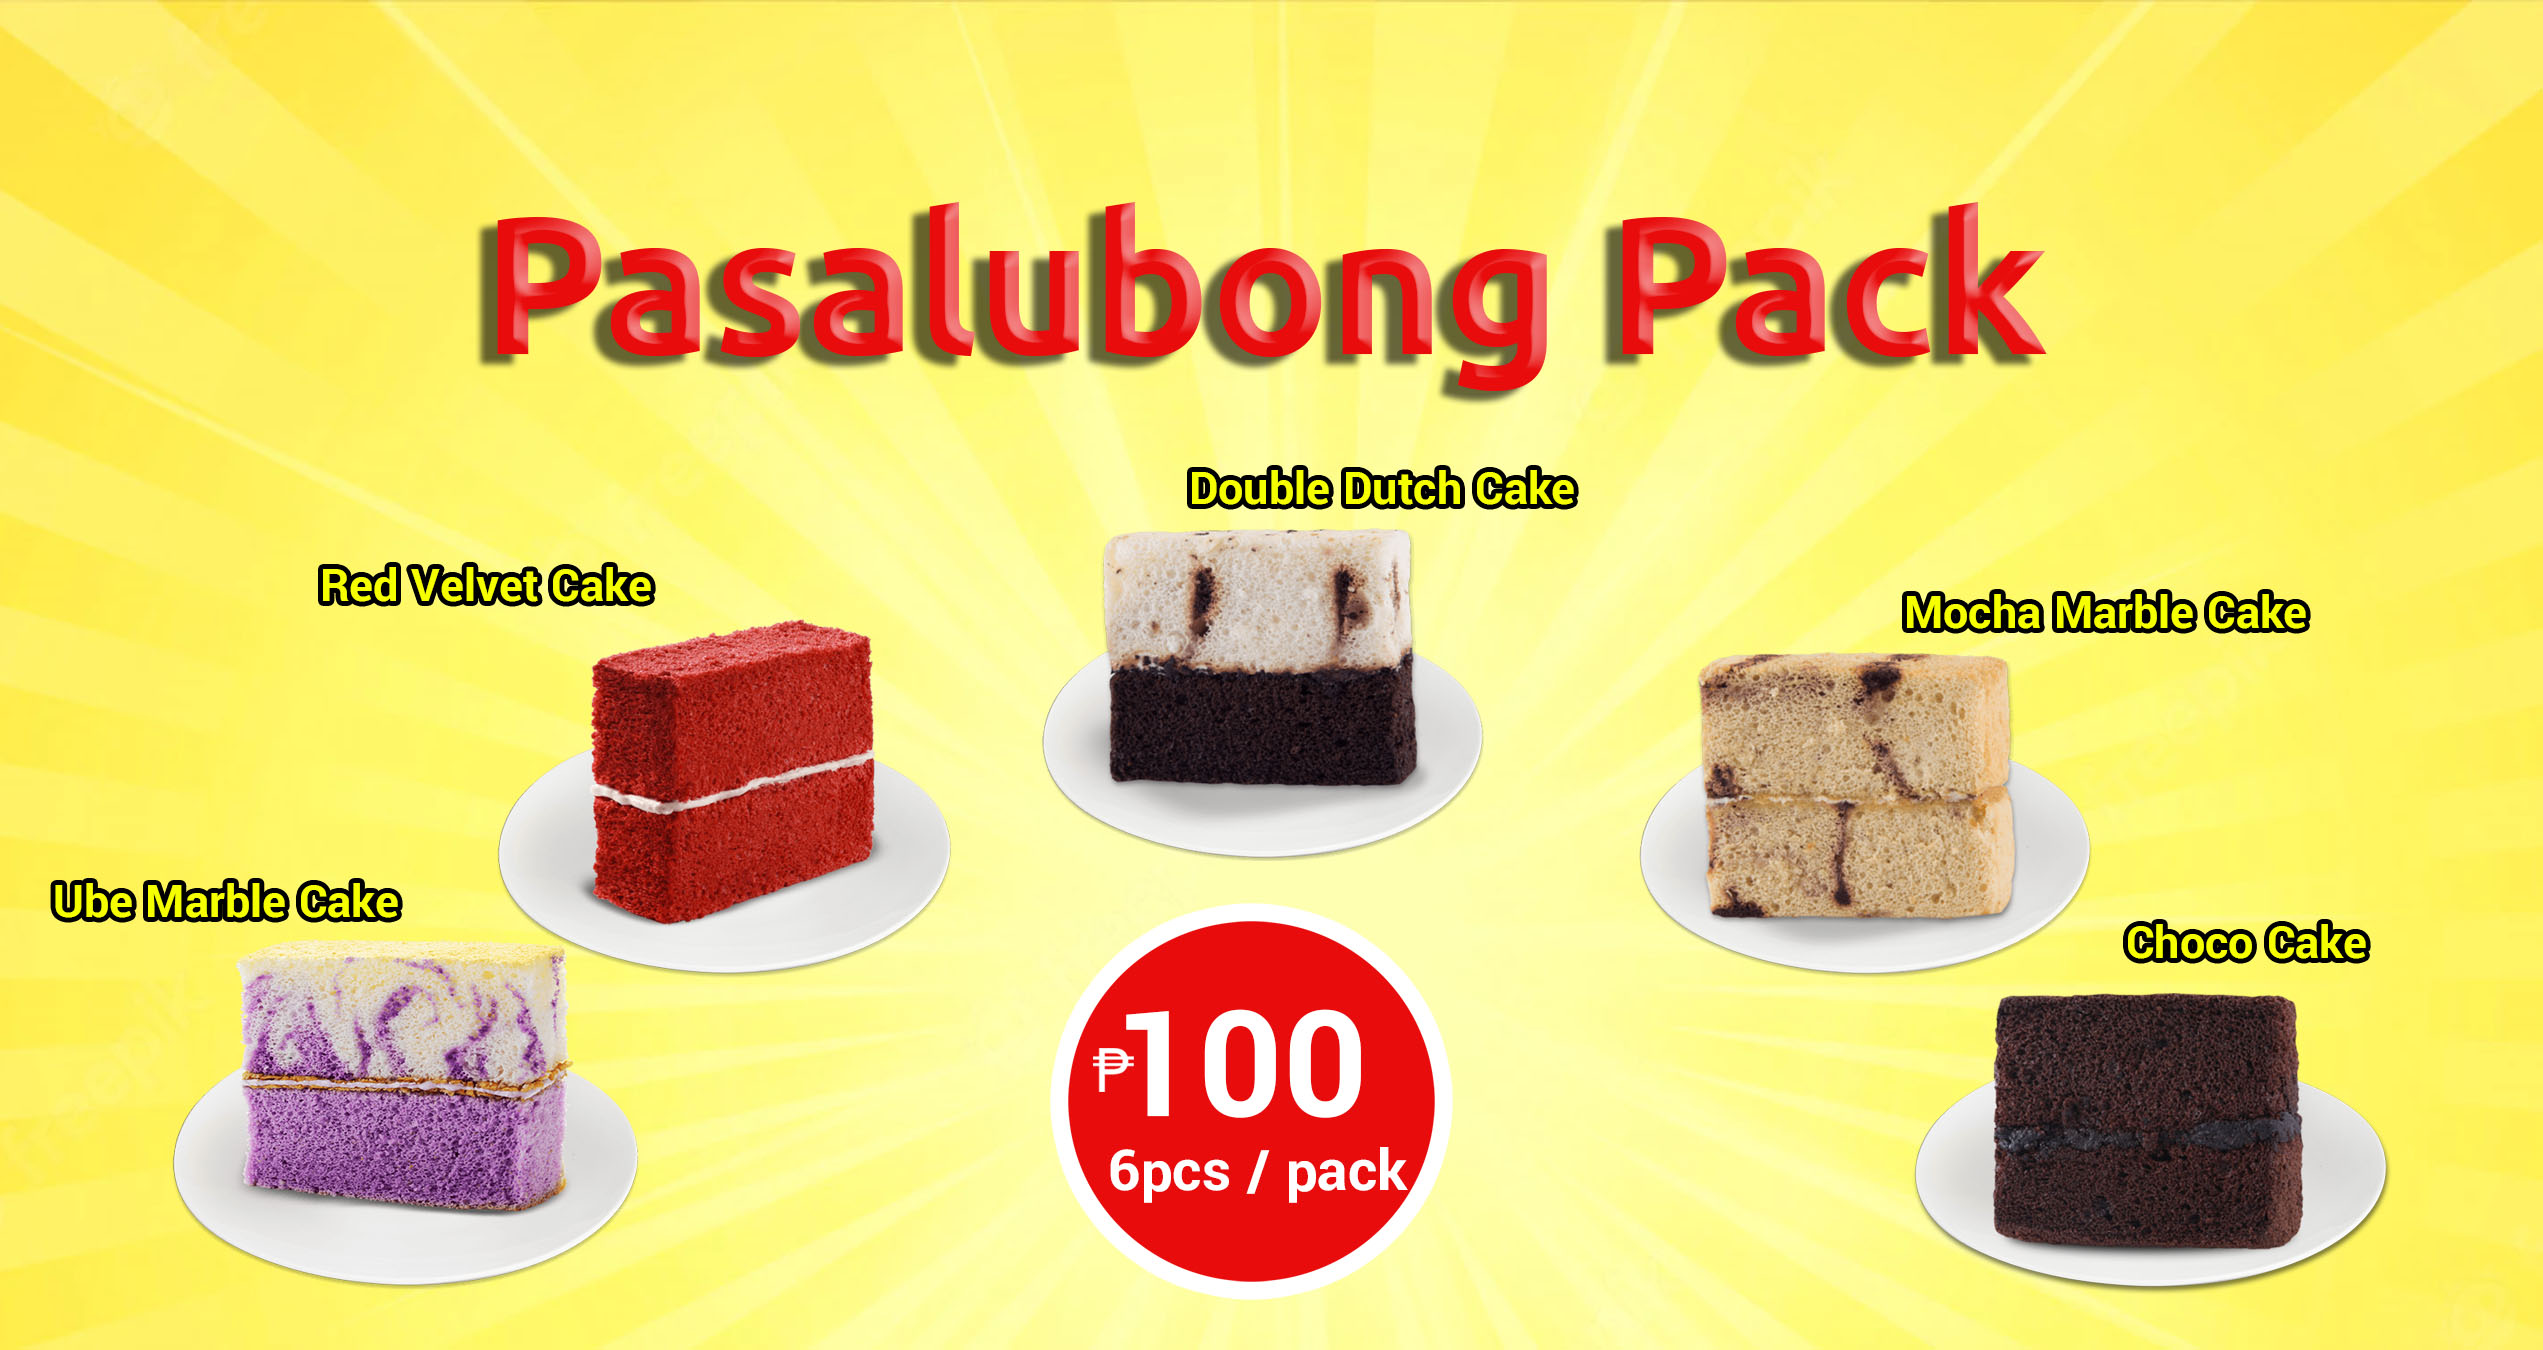 Pasalubong Pack
Double Dutch Cake
Red Velvet Cake
Mocha Marble Cake
Ube Marble Cake
Choco Cake
₱100
6pcs / pack